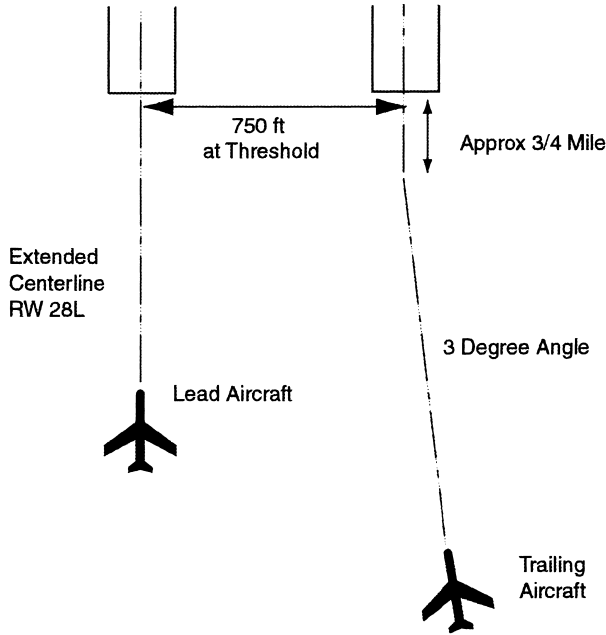 750 ft
at Threshold
Approx 3/4 Mile
Extended
Centerline
RW 28L
3 Degree Angle
Lead Aircraft
Trailing
Aircraft